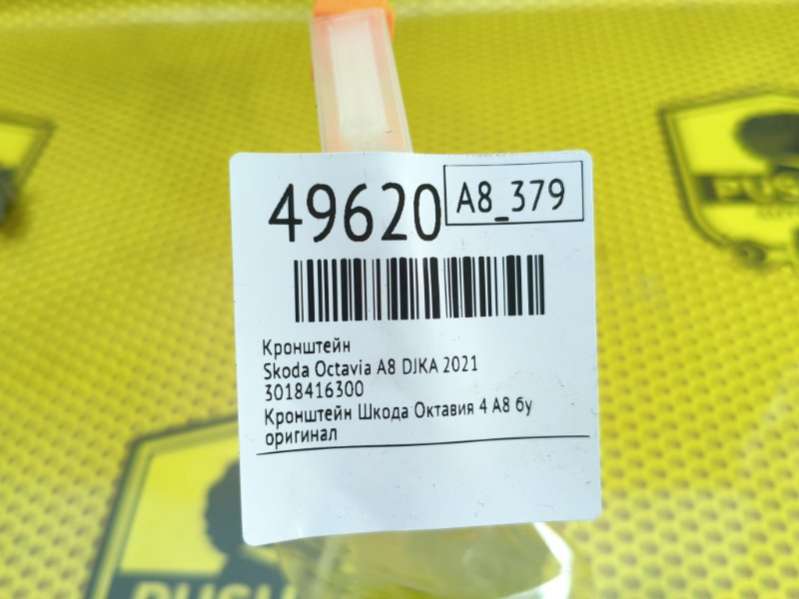 49620
A8_379
Кронштейн
Skoda Octavia A8 DJKA 2021
3018416300
Кронштейн Шкода Октавия 4 А8 бу
оригинал